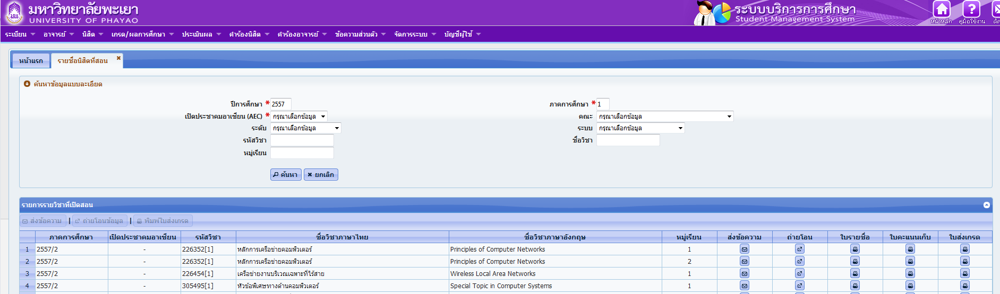 มหาวิทยาลัยพะเยา
UNIVERSITY OF PHAYAO
ระบบบริการการศึกษา
Student Management System
หน้าหลัก คู่มือใช้งาน
ระเบียน อาจารย์ นิสิต เกรด/ผลการศึกษา ประเมินผล คำร้องนิสิต คำร้องอาจารย์ ข้อความส่วนตัว จัดการระบบ บัญชีผู้ใช้
หน้าแรก รายชื่อนิสิตที่สอน
ค้นหาข้อมูลแบบละเอียด
ปีการศึกษา * 2557 ภาคการศึกษา * 1
เปิดประชาคมอาเซียน (AEC) * กรุณาเลือกข้อมูล คณะ กรุณาเลือกข้อมูล
ระดับ กรุณาเลือกข้อมูล ระบบ กรุณาเลือกข้อมูล
รหัสวิชา ชื่อวิชา
หมู่เรียน
ค้นหา ยกเลิก
รายการรายวิชาที่เปิดสอน
ส่งข้อความ | ถ่ายโอนข้อมูล | พิมพ์ใบส่งเกรด
ภาคการศึกษา เปิดประชาคมอาเซียน รหัสวิชา ชื่อวิชาภาษาไทย ชื่อวิชาภาษาอังกฤษ หมู่เรียน ส่งข้อความ ถ่ายโอน ใบรายชื่อ ใบคะแนนเก็บ ใบส่งเกรด
1 2557/2 - 226352[1] หลักการเครือข่ายคอมพิวเตอร์ Principles of Computer Networks 1
2 2557/2 - 226352[1] หลักการเครือข่ายคอมพิวเตอร์ Principles of Computer Networks 2
3 2557/2 - 226454[1] เครือข่ายงานบริเวณเฉพาะที่ไร้สาย Wireless Local Area Networks 1
4 2557/2 - 305495[1] หัวข้อพิเศษทางด้านคอมพิวเตอร์ Special Topic in Computer Systems 1